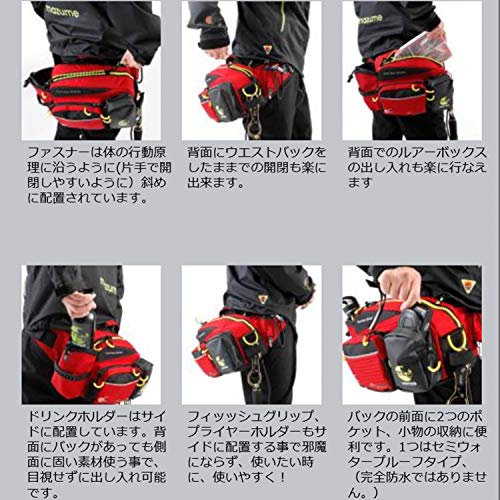 mazume
ファスナーは体の行動原
理に沿うように(片手で開
閉しやすいように）斜め
に配置されています。
背面にウエストバックを
したままでの開閉も楽に
出来ます。
背面でのルアーボックス
の出し入れも楽に行なえ
ます
mazume
ドリンクホルダーはサイ
ドに配置しています。背
面にバックがあっても側
面に固い素材使う事で、
目視せずに出し入れ可能
です。
フィッッシュグリップ、
プライヤーホルダーもサ
イドに配置する事で邪魔
にならず、使いたい時
に、使いやすく！
バックの前面に2つのポ
ケット、小物の収納に便
利です。1つはセミウォ
ータープルーフタイプ、
（完全防水ではありませ
ん。）